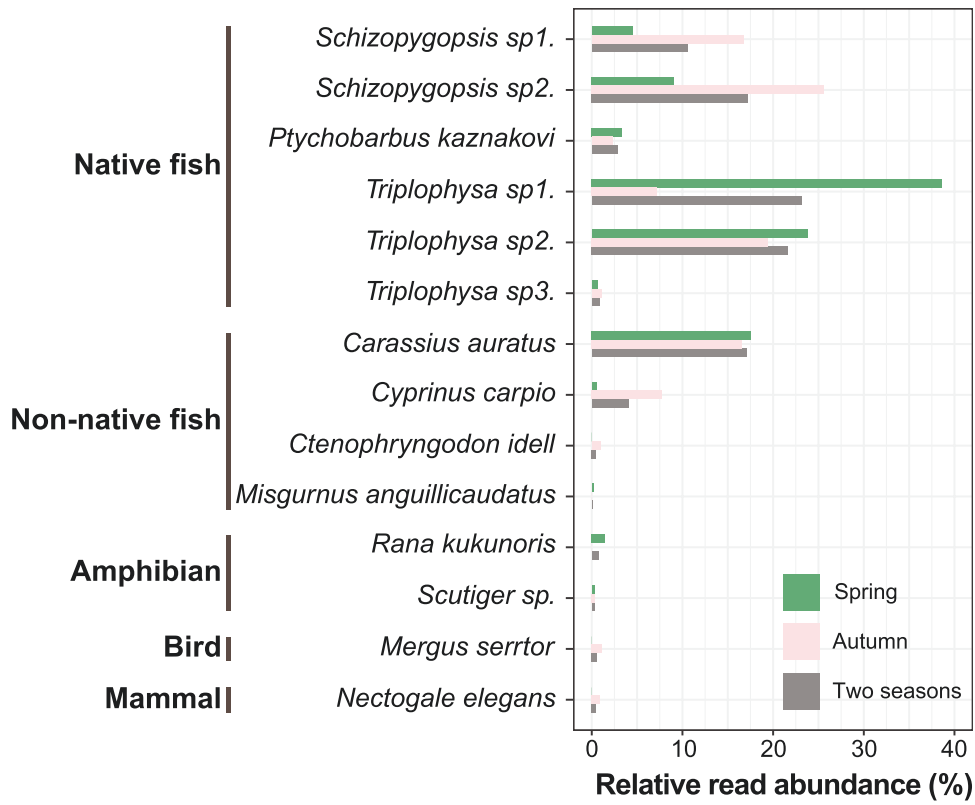 Schizopygopsis sp1.
Schizopygopsis sp2.
Ptychobarbus kaznakovi
Native fish
Triplophysa sp1.
Triplophysa sp2.
Triplophysa sp3.
Carassius auratus
Cyprinus carpio
Non-native fish
Ctenophryngodon idell
Misgurnus anguillicaudatus
Rana kukunoris
Amphibian
Scutiger sp.
Bird
Mergus serrtor
Mammal
Nectogale elegans
Spring
Autumn
Two seasons
0 10 20 30 40
Relative read abundance (%)